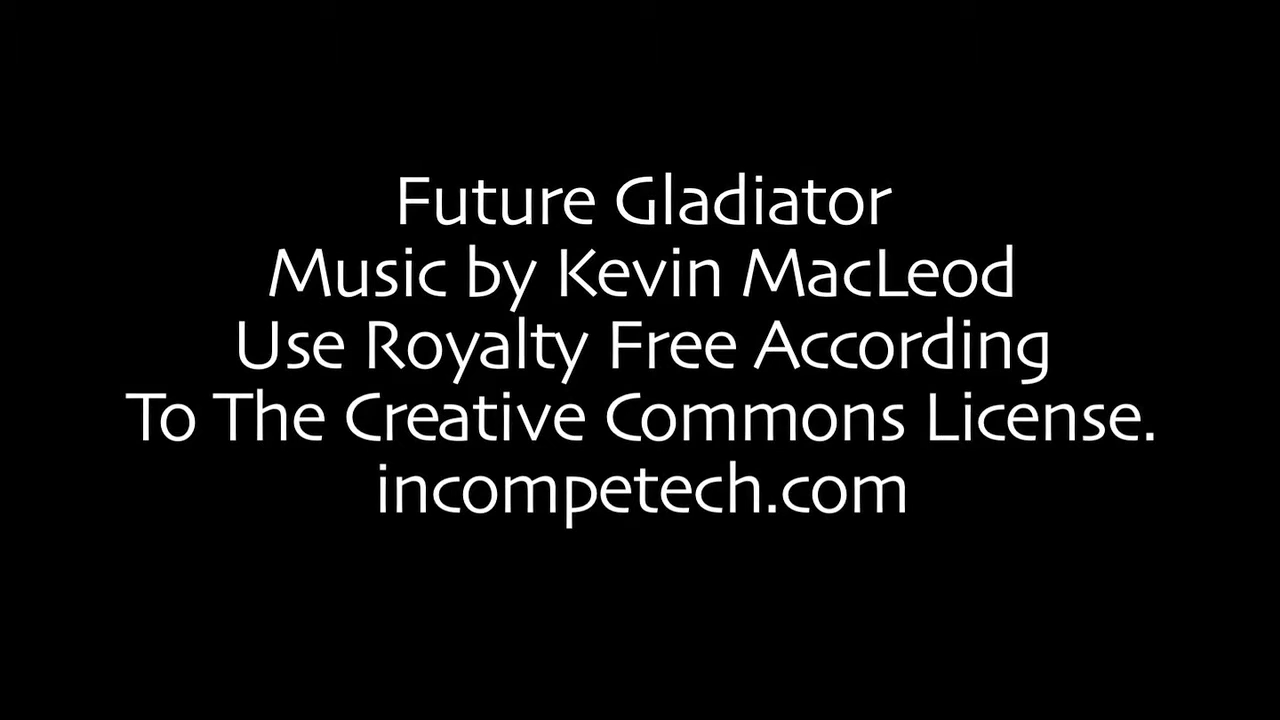 Future Gladiator
Music by Kevin MacLeod
Use Royalty Free According
To The Creative Commons License.
incompetech.com